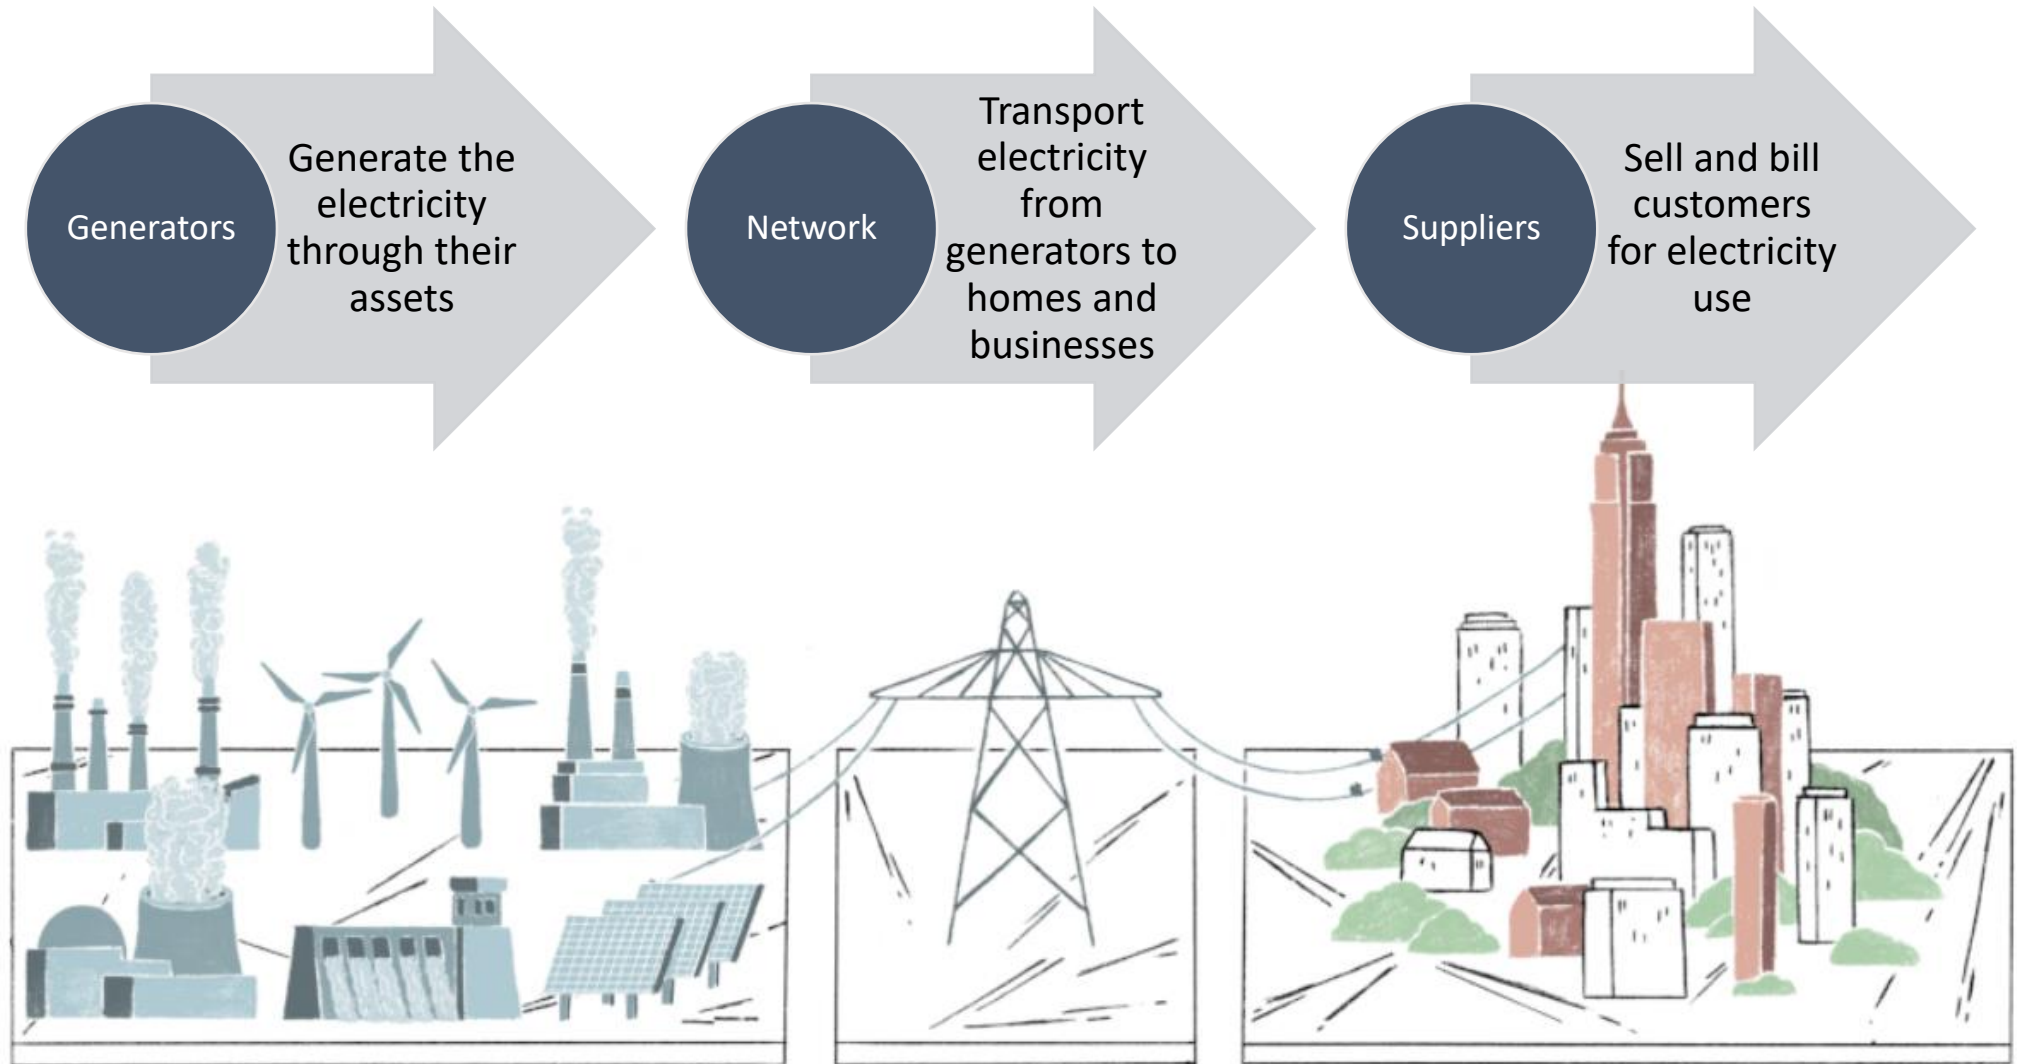 Generators
Generate the
electricity
through their
assets
Network
Transport
electricity
from
generators to
homes and
businesses
Suppliers
Sell and bill
customers
for electricity
use